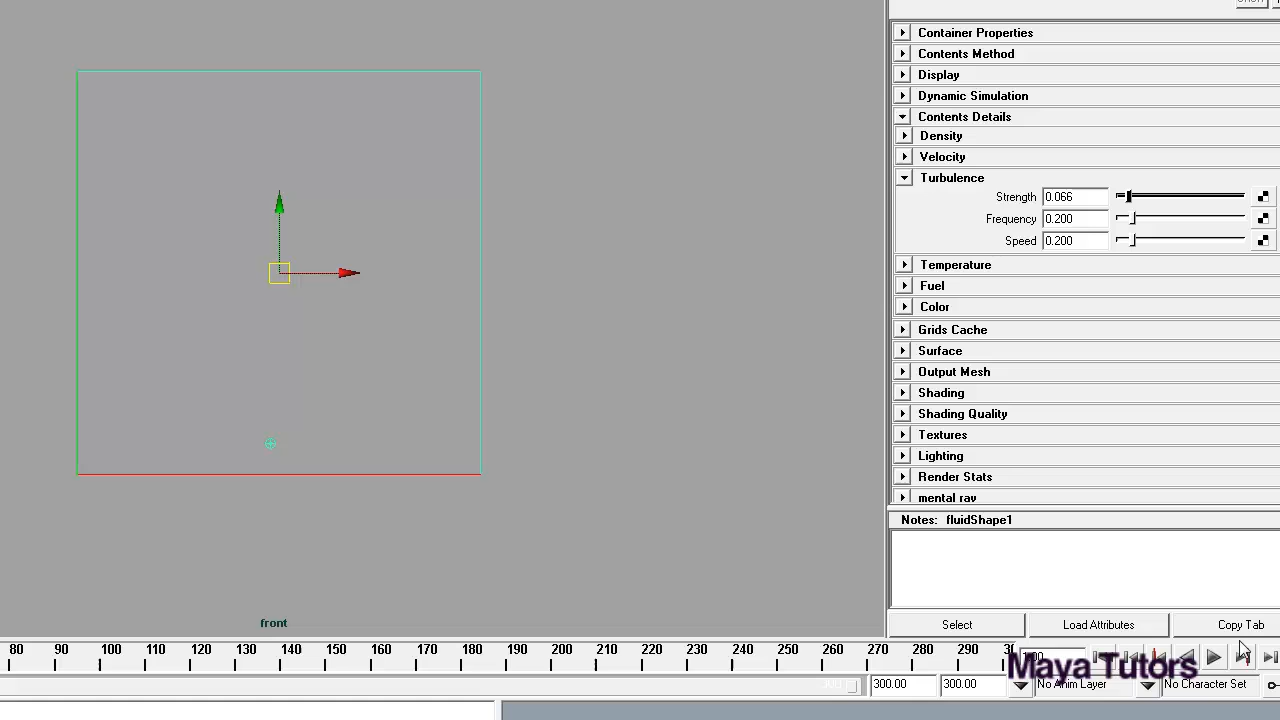 Container Properties
Contents Method
Display
Dynamic Simulation
Contents Details
Density
Velocity
Turbulence
Strength 0.066
Frequency 0.200
Speed 0.200
Temperature
Fuel
Color
Grids Cache
Surface
Output Mesh
Shading
Shading Quality
Textures
Lighting
Render Stats
mental ray
Notes: fluidShape1
Select Load Attributes Copy Tab
front
80 90 100 110 120 130 140 150 160 170 180 190 200 210 220 230 240 250 260 270 280 290
Maya Tutors
300.00 300.00 No Anim Layer No Character Set